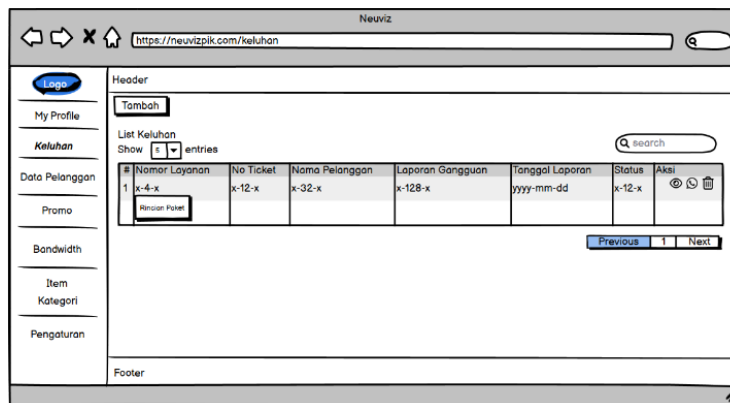 Neuviz
https://neuvizpik.com/keluhan
Logo
Header
My Profile
Tambah
Keluhan
List Keluhan
Show 5 entries
search
Data Pelanggan
# Nomor Layanan No Ticket Nama Pelanggan Laporan Gangguan Tanggal Laporan Status Aksi
1 x-4-x x-12-x x-32-x x-128-x yyyy-mm-dd x-12-x
Rincian Paket
Promo
Bandwidth
Previous 1 Next
Item
Kategori
Pengaturan
Footer